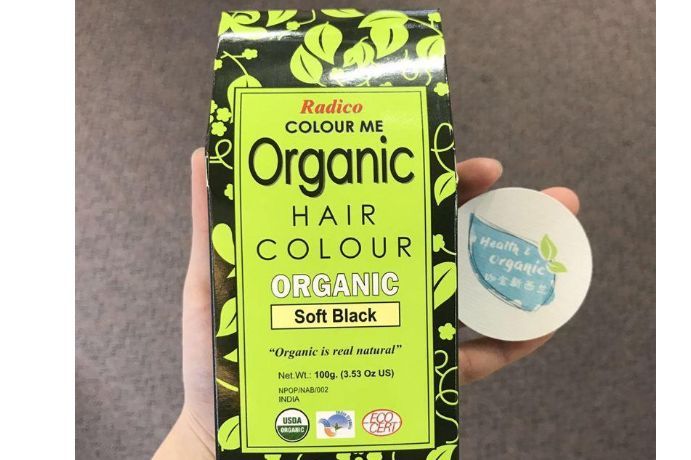 Radico
COLOUR ME
Organic
HAIR
COLOUR
ORGANIC
Soft Black
"Organic is real natural"
Net.Wt.: 100g. (3.53 Oz US)
NPOP/NAB/002
INDIA
USDA
ORGANIC
ECO
CERT
Health &
Organic